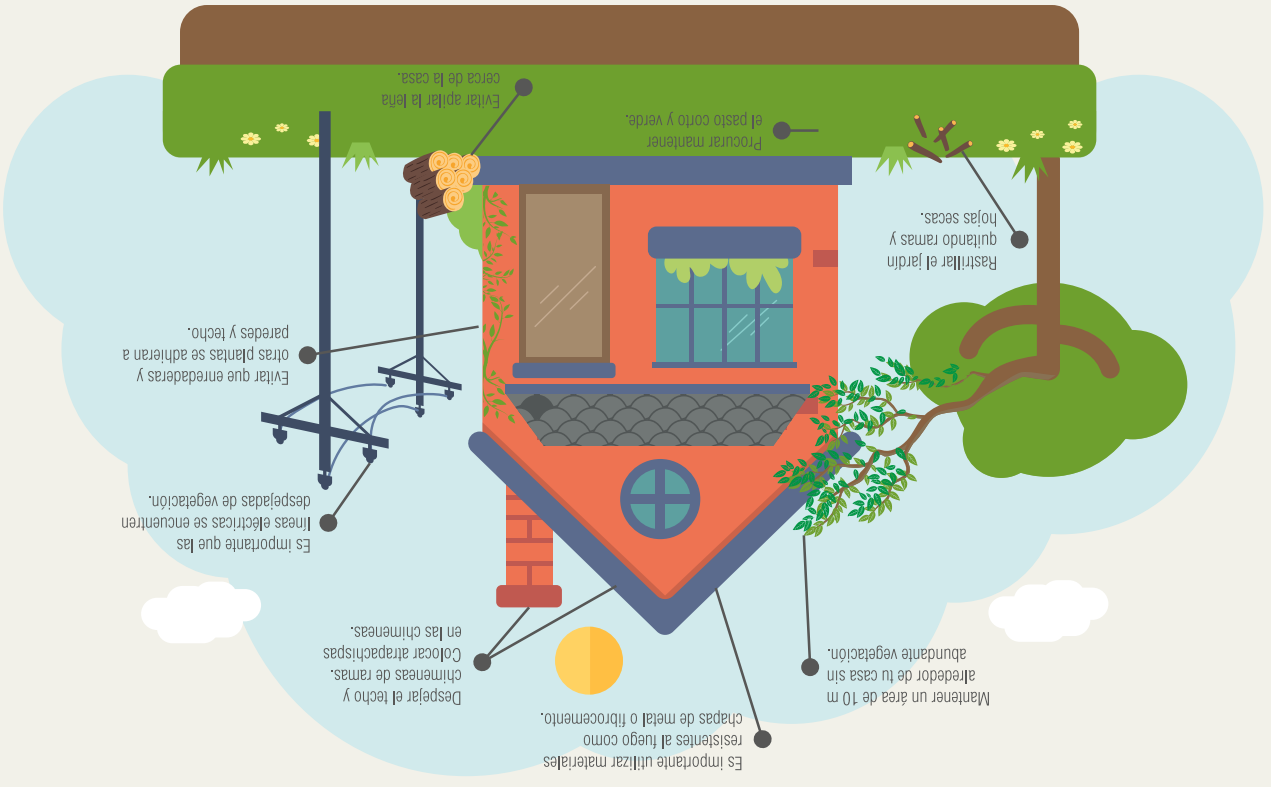 Es importante utilizar materiales
resistentes al fuego como
chapas de metal o fibrocemento.
Mantener un área de 10 m
alrededor de tu casa sin
abundante vegetación.
Despejar el techo y
chimeneas de ramas.
Colocar atrapachispas
en las chimeneas.
Es importante que las
líneas eléctricas se encuentren
despejadas de vegetación.
Evitar que enredaderas y
otras plantas se adhieran a
paredes y techo.
Rastrillar el jardín
quitando ramas y
hojas secas.
Procurar mantener
el pasto corto y verde.
Evitar apilar la leña
cerca de la casa.